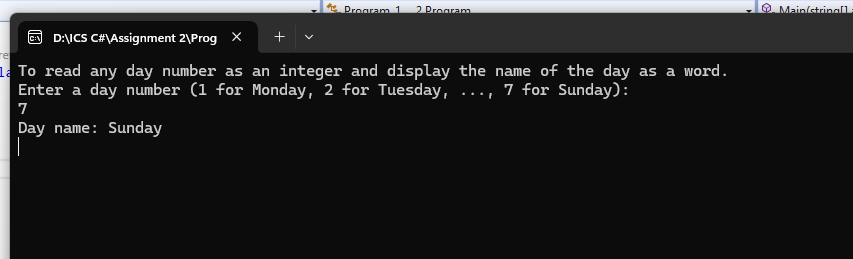 Program_1__2.Program
Main(string[] a
D:\ICS C#\Assignment 2\Prog
To read any day number as an integer and display the name of the day as a word.
Enter a day number (1 for Monday, 2 for Tuesday, ..., 7 for Sunday):
7
Day name: Sunday